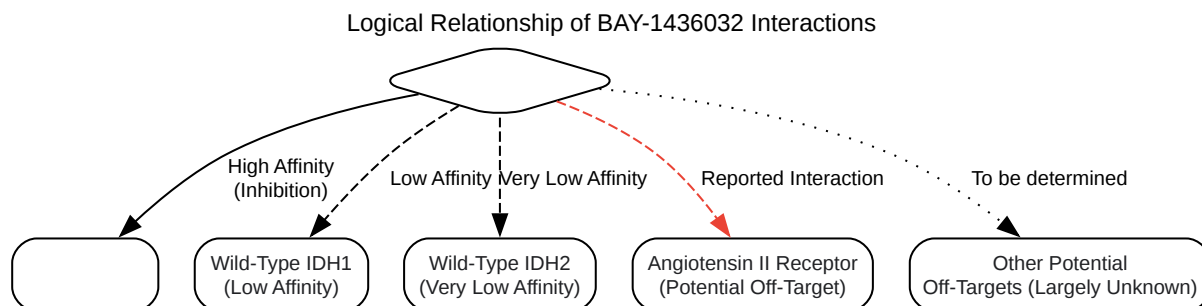 Logical Relationship of BAY-1436032 Interactions
High Affinity
(Inhibition)
Low Affinity
Very Low Affinity
Reported Interaction
To be determined
Wild-Type IDH1
(Low Affinity)
Wild-Type IDH2
(Very Low Affinity)
Angiotensin II Receptor
(Potential Off-Target)
Other Potential
Off-Targets (Largely Unknown)